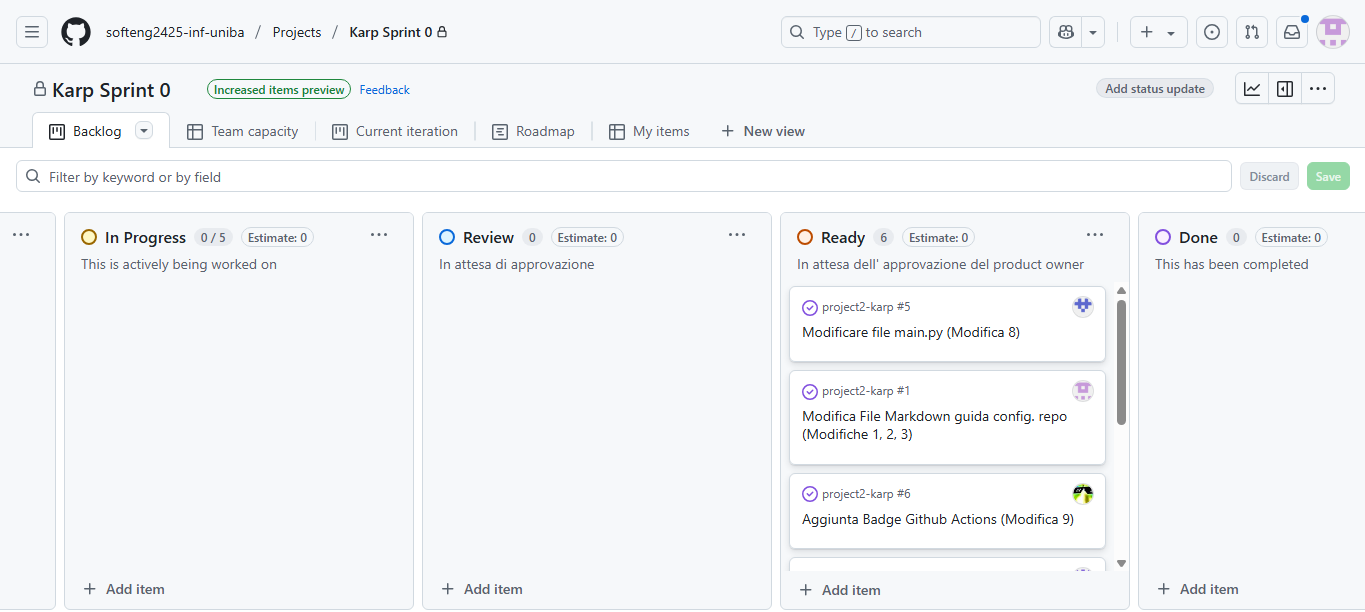 softeng2425-inf-uniba / Projects / Karp Sprint 0
Type / to search
Karp Sprint 0
Increased items preview
Feedback
Add status update
Backlog
Team capacity
Current iteration
Roadmap
My items
New view
Filter by keyword or by field
Discard
Save
In Progress 0 / 5 Estimate: 0
This is actively being worked on
Add item
Review 0 Estimate: 0
In attesa di approvazione
Add item
Ready 6 Estimate: 0
In attesa dell' approvazione del product owner
project2-karp #5
Modificare file main.py (Modifica 8)
project2-karp #1
Modifica File Markdown guida config. repo
(Modifiche 1, 2, 3)
project2-karp #6
Aggiunta Badge Github Actions (Modifica 9)
Add item
Done 0 Estimate: 0
This has been completed
Add item